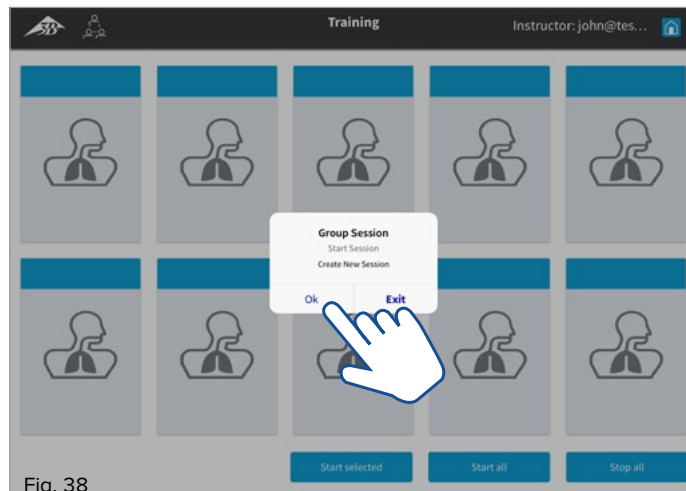 3B Training Instructor: john@tes...
Group Session
Start Session
Create New Session
Ok Exit
Start selected Start all Stop all
Fig. 38